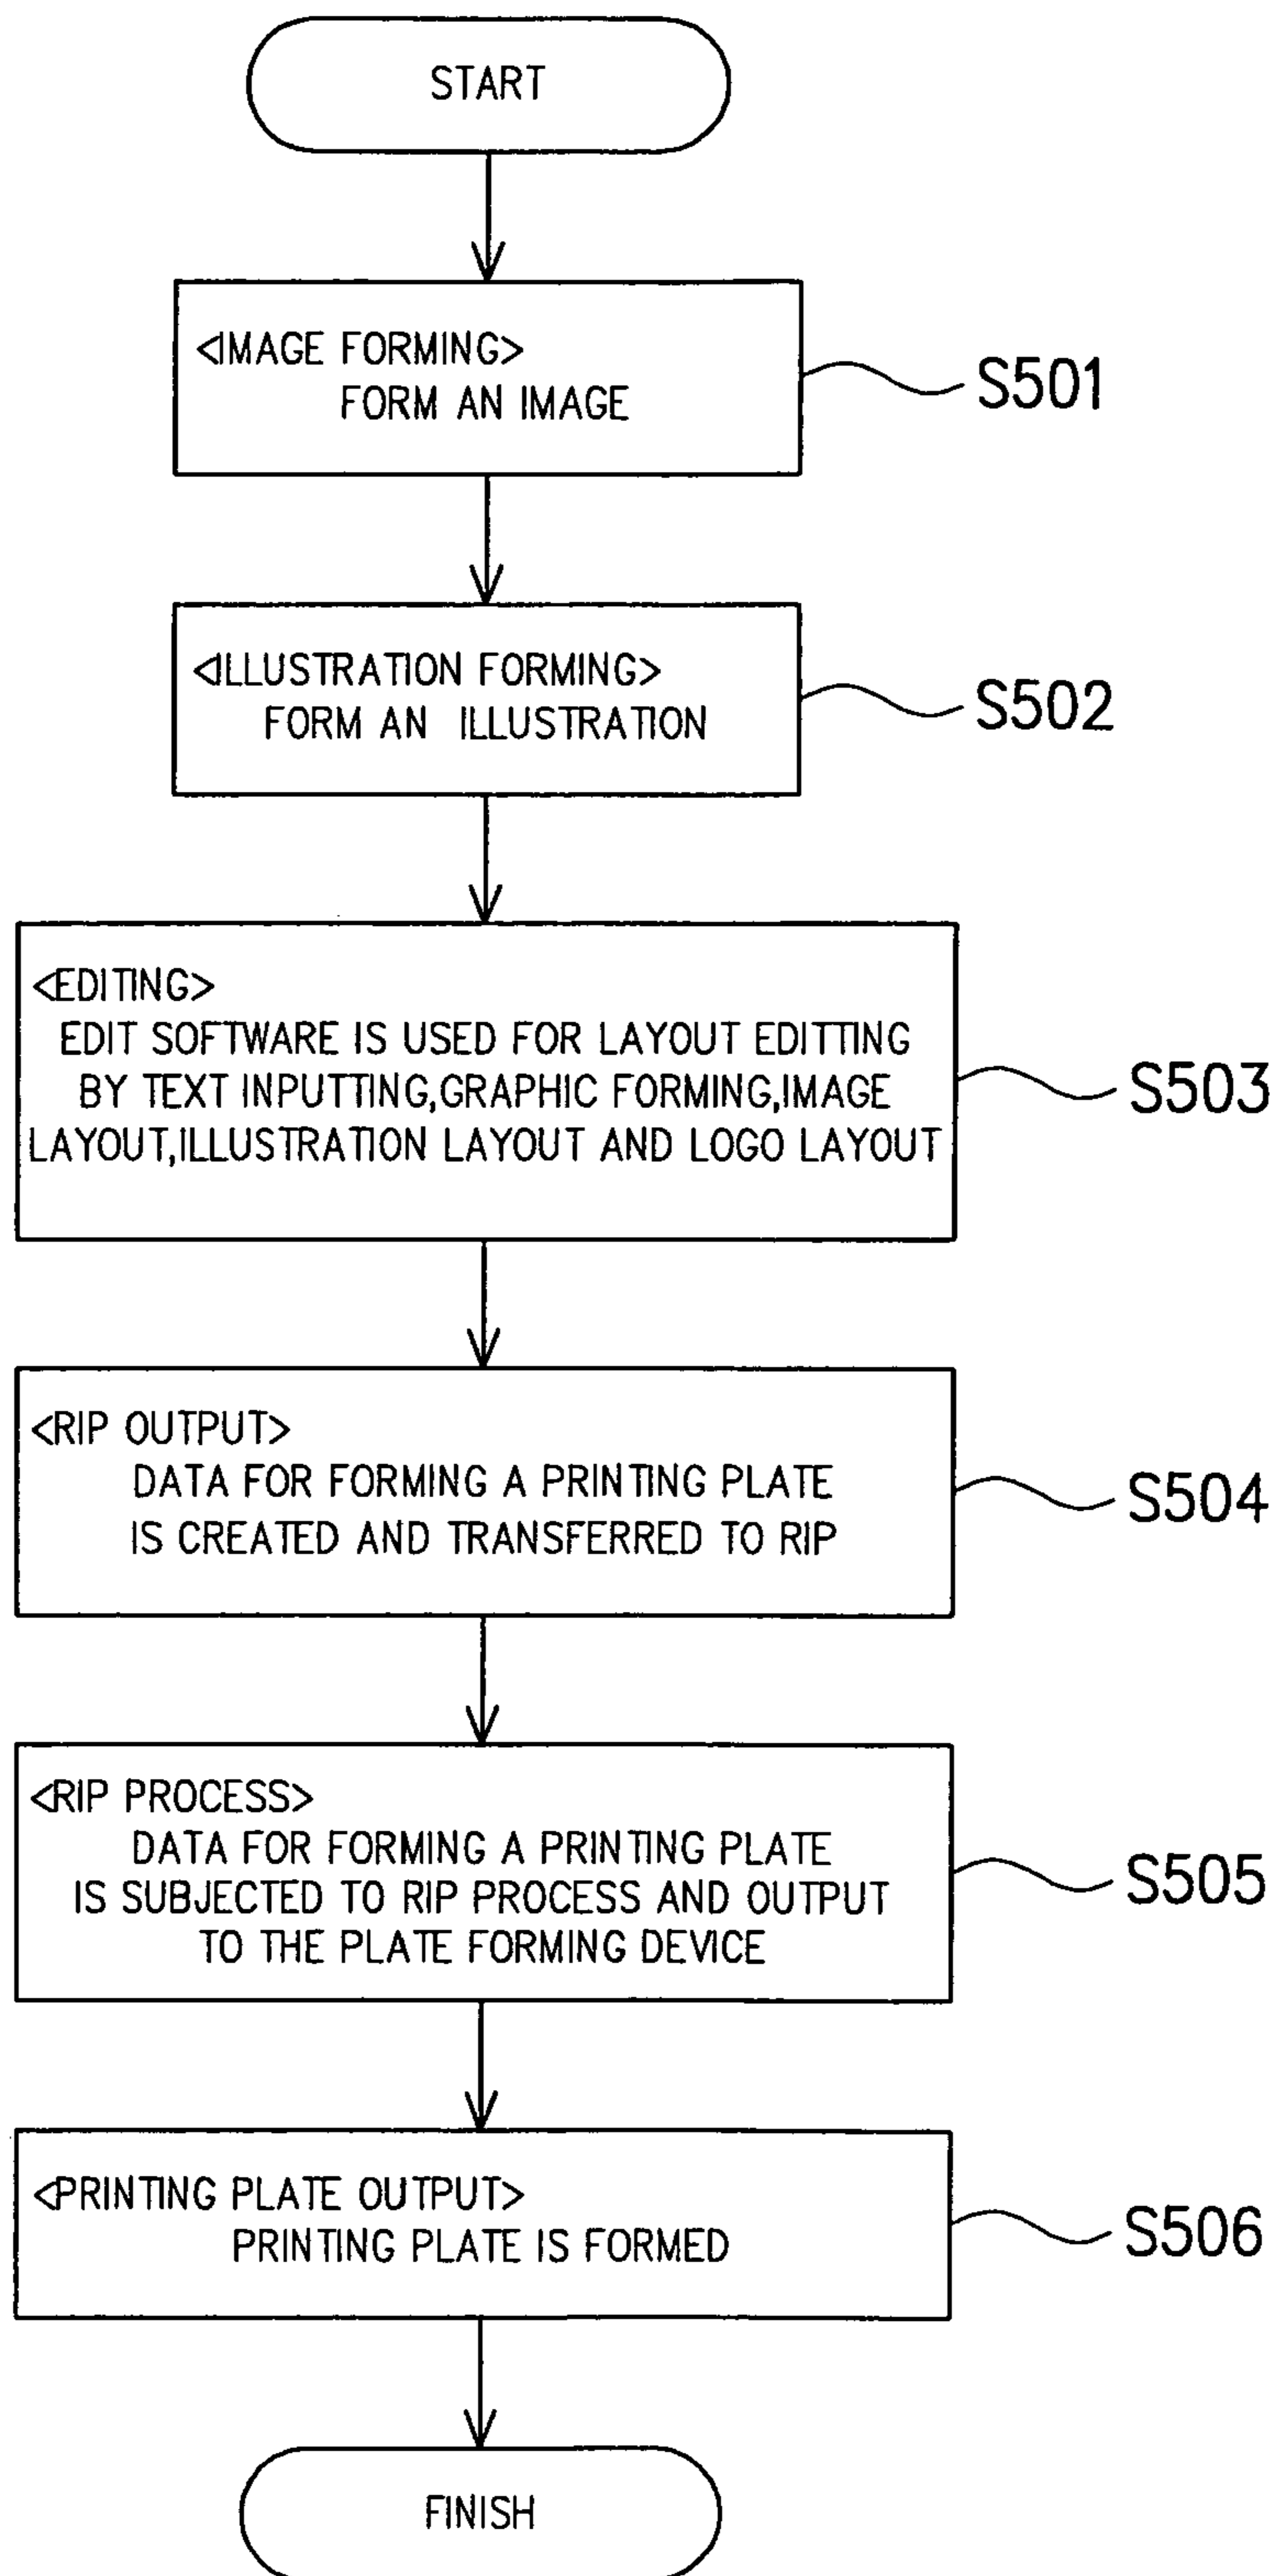 START
<IMAGE FORMING>
FORM AN IMAGE
S501
<ILLUSTRATION FORMING>
FORM AN ILLUSTRATION
S502
<EDITING>
EDIT SOFTWARE IS USED FOR LAYOUT EDITTING
BY TEXT INPUTTING,GRAPHIC FORMING,IMAGE
LAYOUT,ILLUSTRATION LAYOUT AND LOGO LAYOUT
S503
<RIP OUTPUT>
DATA FOR FORMING A PRINTING PLATE
IS CREATED AND TRANSFERRED TO RIP
S504
<RIP PROCESS>
DATA FOR FORMING A PRINTING PLATE
IS SUBJECTED TO RIP PROCESS AND OUTPUT
TO THE PLATE FORMING DEVICE
S505
<PRINTING PLATE OUTPUT>
PRINTING PLATE IS FORMED
S506
FINISH